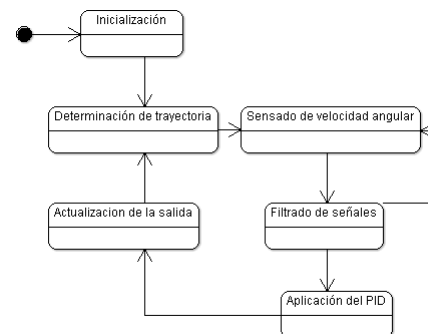 Inicialización
Determinación de trayectoria
Sensado de velocidad angular
Actualizacion de la salida
Filtrado de señales
Aplicación del PID